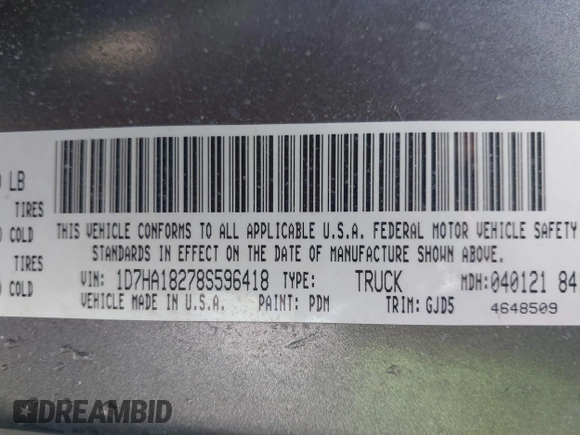 LB
TIRES
COLD
TIRES
COLD
THIS VEHICLE CONFORMS TO ALL APPLICABLE U.S.A. FEDERAL MOTOR VEHICLE SAFETY
STANDARDS IN EFFECT ON THE DATE OF MANUFACTURE SHOWN ABOVE.
VIN: 1D7HA18278S596418 TYPE: TRUCK MDH:040121 84
VEHICLE MADE IN U.S.A. PAINT: PDM TRIM: GJD5 4648509
DREAMBID